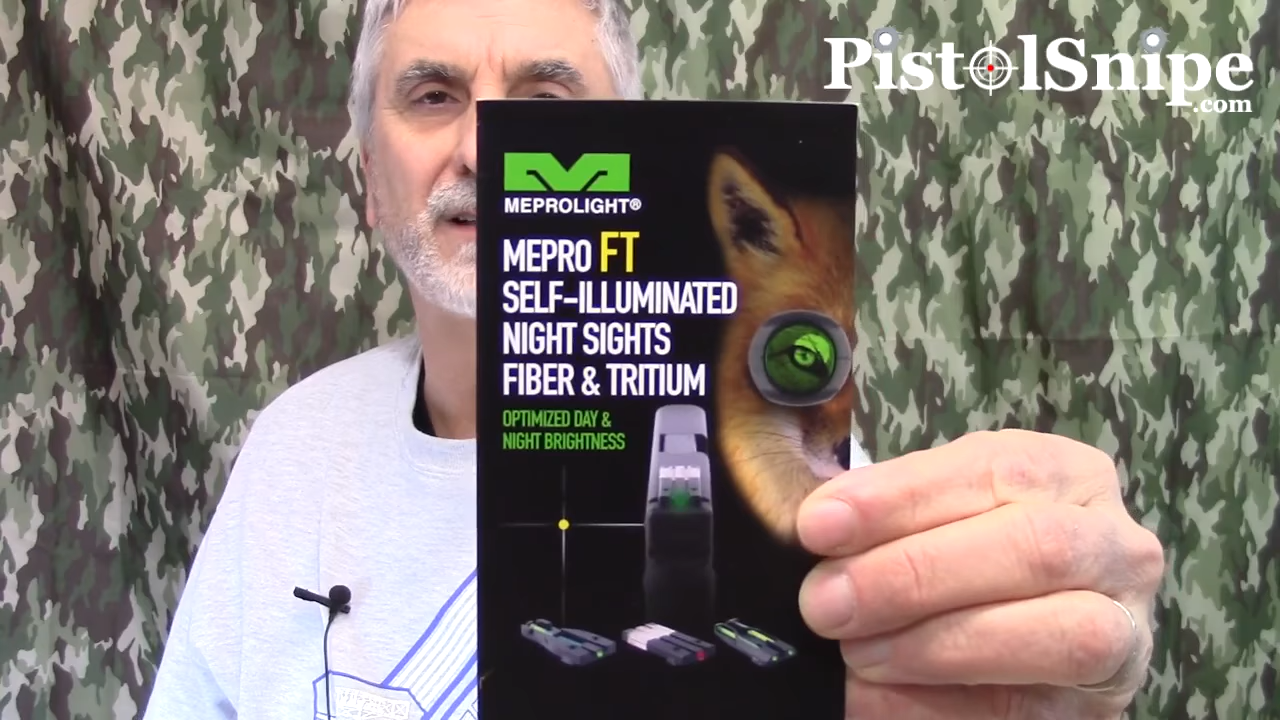 PistolSnipe
.com
MEPROLIGHT®
MEPRO FT
SELF-ILLUMINATED
NIGHT SIGHTS
FIBER & TRITIUM
OPTIMIZED DAY &
NIGHT BRIGHTNESS